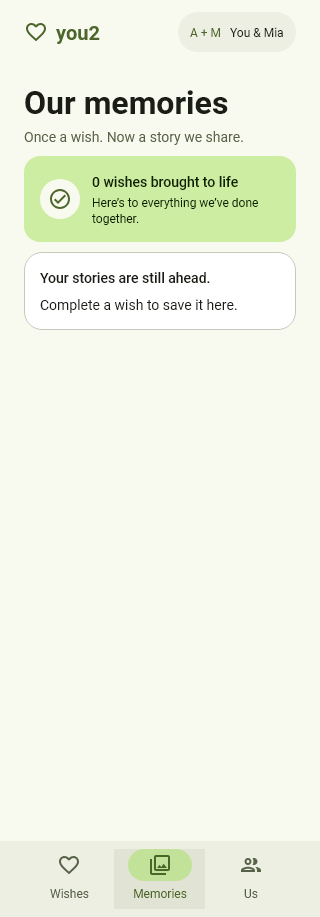 you2
A + M You & Mia
Our memories
Once a wish. Now a story we share.
0 wishes brought to life
Here’s to everything we’ve done
together.
Your stories are still ahead.
Complete a wish to save it here.
Wishes
Memories
Us